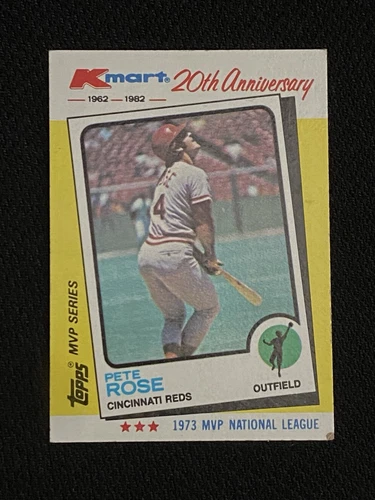 Kmart® 20th Anniversary
1962 — 1982
Topps® MVP SERIES
4
PETE
ROSE
CINCINNATI REDS
OUTFIELD
1973 MVP NATIONAL LEAGUE